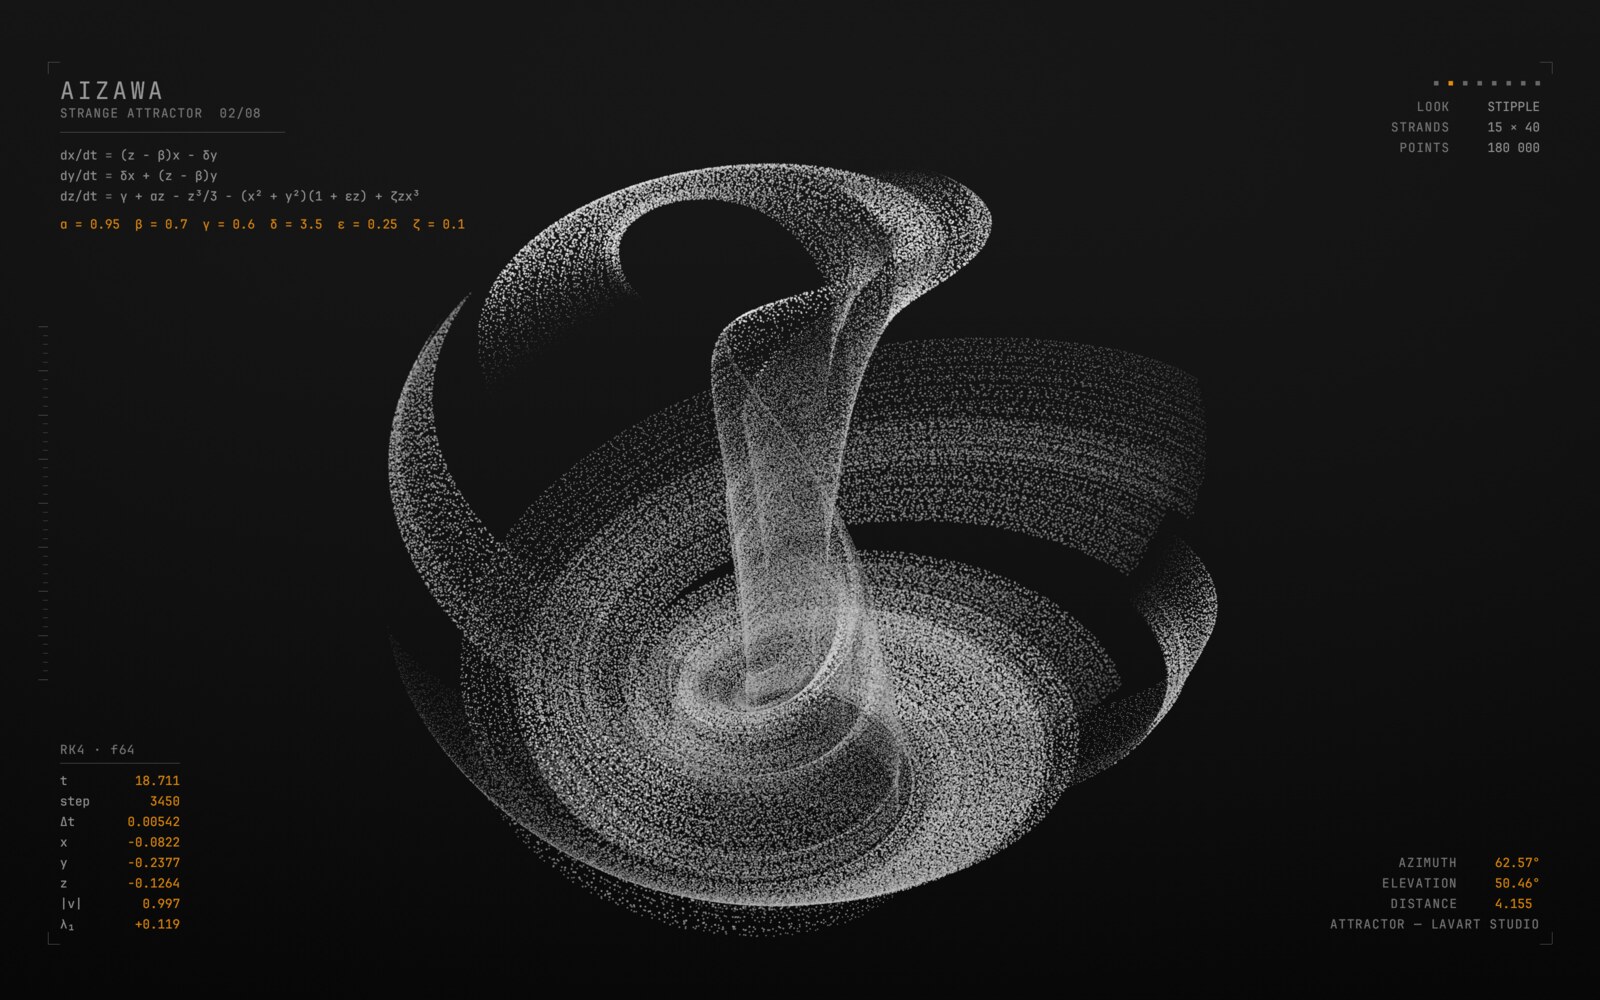 AIZAWA
STRANGE ATTRACTOR 02/08
dx/dt = (z - β)x - δy
dy/dt = δx + (z - β)y
dz/dt = γ + αz - z³/3 - (x² + y²)(1 + εz) + ζzx³
α = 0.95 β = 0.7 γ = 0.6 δ = 3.5 ε = 0.25 ζ = 0.1
LOOK STIPPLE
STRANDS 15 × 40
POINTS 180 000
RK4 · f64
t 18.711
step 3450
Δt 0.00542
x -0.0822
y -0.2377
z -0.1264
|v| 0.997
λ₁ +0.119
AZIMUTH 62.57°
ELEVATION 50.46°
DISTANCE 4.155
ATTRACTOR — LAVART STUDIO